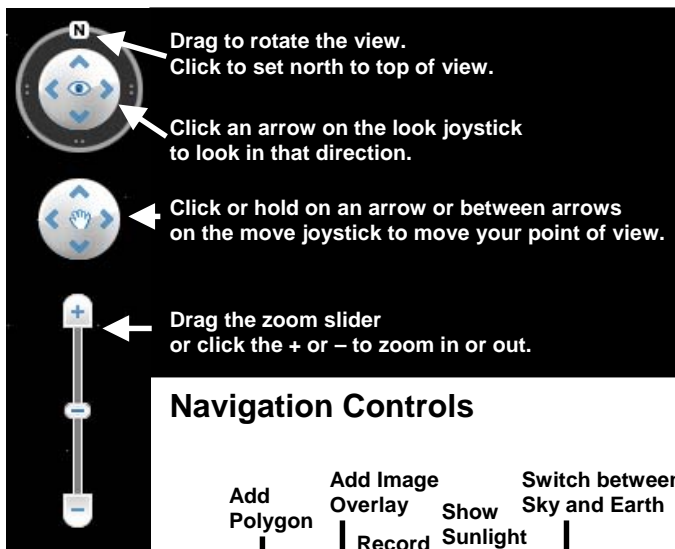 N
Drag to rotate the view.
Click to set north to top of view.
Click an arrow on the look joystick
to look in that direction.
Click or hold on an arrow or between arrows
on the move joystick to move your point of view.
+
Drag the zoom slider
or click the + or – to zoom in or out.
Navigation Controls
Add
Polygon
Add Image
Overlay
Record
Show
Sunlight
Switch between
Sky and Earth